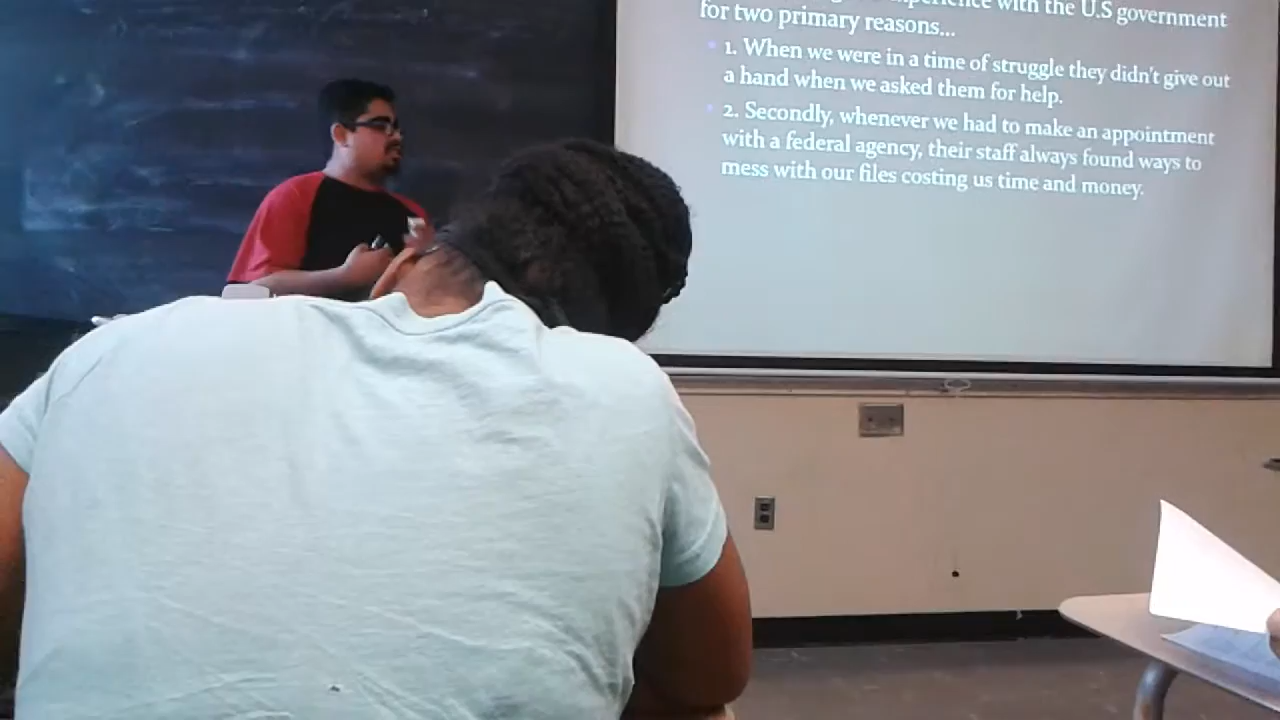 experience with the U.S government
for two primary reasons...
1. When we were in a time of struggle they didn't give out
a hand when we asked them for help.
2. Secondly, whenever we had to make an appointment
with a federal agency, their staff always found ways to
mess with our files costing us time and money.